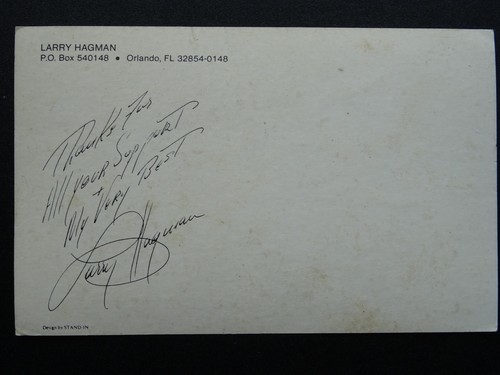 LARRY HAGMAN
P.O. Box 540148 • Orlando, FL 32854-0148
Thanks For
All your Support
+
My Very Best
Larry Hagman
Design by STAND-IN